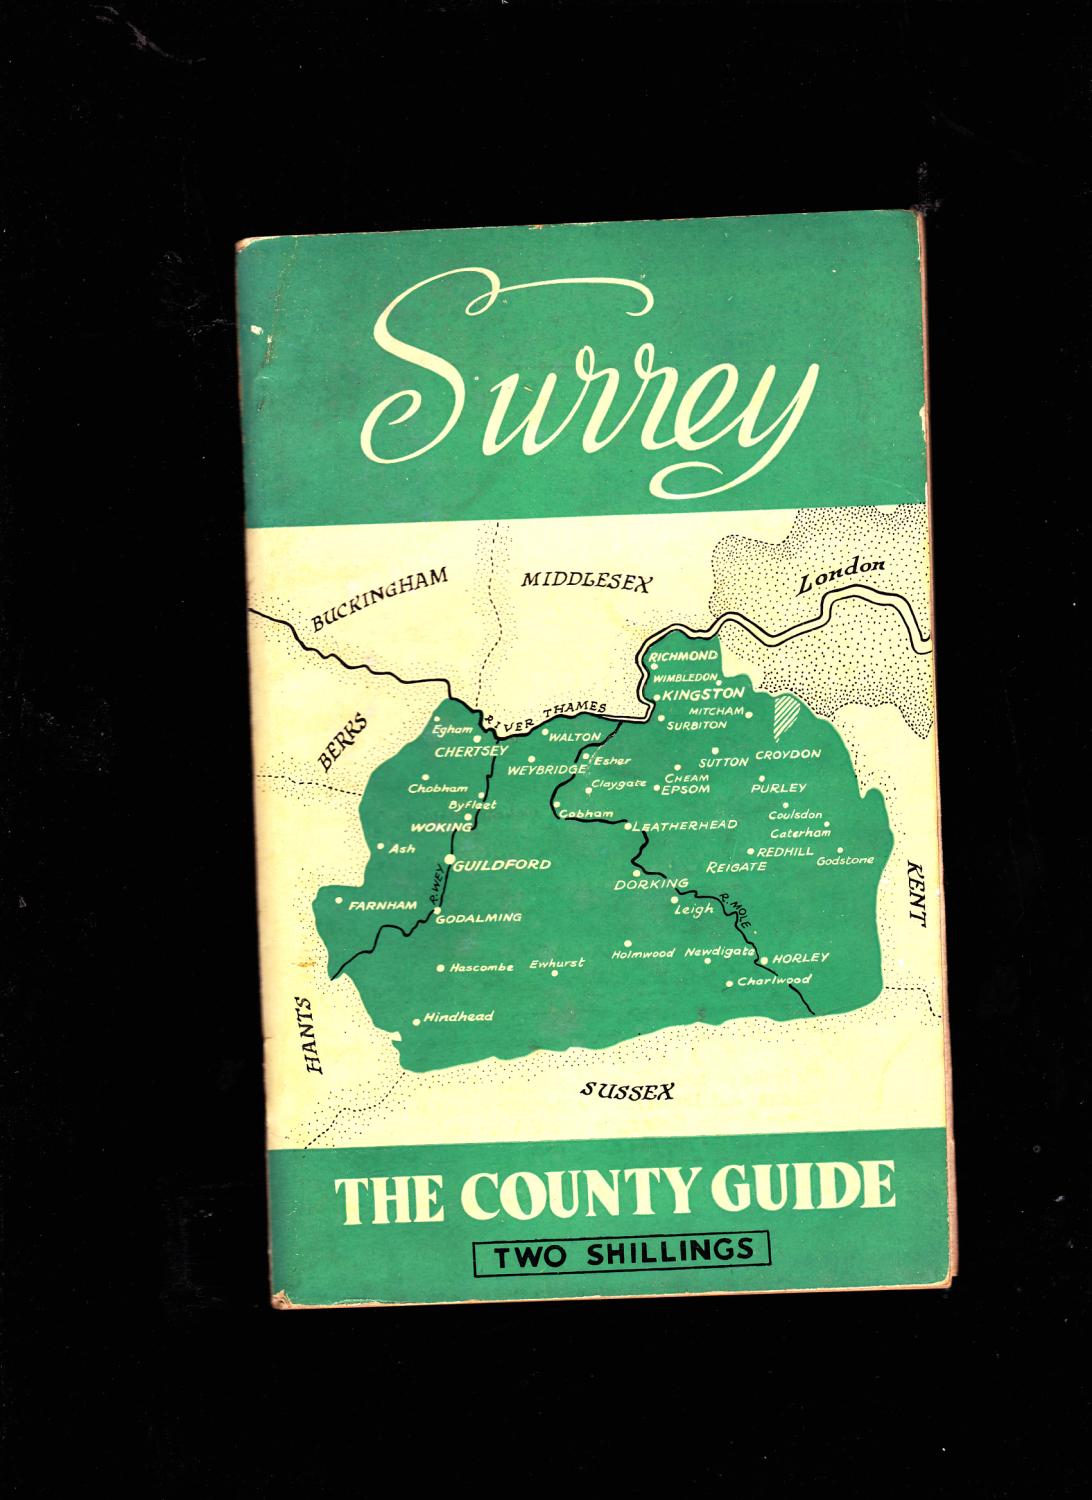 Surrey
BUCKINGHAM
MIDDLESEX
London
BERKS
RIVER THAMES
RICHMOND
WIMBLEDON
KINGSTON
MITCHAM
SURBITON
Egham
CHERTSEY
WALTON
WEYBRIDGE
Esher
SUTTON
CROYDON
Chobham
Claygate
CHEAM
EPSOM
PURLEY
Byfleet
Cobham
Coulsdon
WOKING
LEATHERHEAD
Caterham
Ash
REDHILL
GUILDFORD
REIGATE
Godstone
R. WEY
DORKING
KENT
FARNHAM
GODALMING
Leigh
R. MOLE
Hascombe
Ewhurst
Holmwood
Newdigate
HORLEY
Charlwood
Hindhead
HANTS
SUSSEX
THE COUNTY GUIDE
TWO SHILLINGS